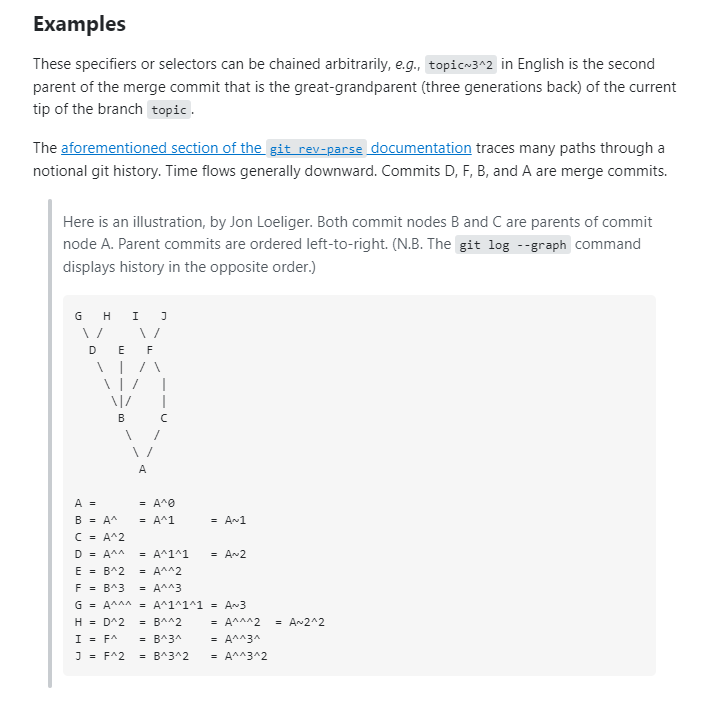 Examples
These specifiers or selectors can be chained arbitrarily, e.g., topic~3^2 in English is the second
parent of the merge commit that is the great-grandparent (three generations back) of the current
tip of the branch topic.
The aforementioned section of the git rev-parse documentation traces many paths through a
notional git history. Time flows generally downward. Commits D, F, B, and A are merge commits.
Here is an illustration, by Jon Loeliger. Both commit nodes B and C are parents of commit
node A. Parent commits are ordered left-to-right. (N.B. The git log --graph command
displays history in the opposite order.)
G   H   I   J
 \ /     \ /
  D   E   F
   \  |  / \
    \ | /   |
     \|/    |
      B     C
       \   /
        \ /
         A
A =      = A^0
B = A^   = A^1     = A~1
C = A^2
D = A^^  = A^1^1   = A~2
E = B^2  = A^^2
F = B^3  = A^^3
G = A^^^ = A^1^1^1 = A~3
H = D^2  = B^^2    = A^^^2  = A~2^2
I = F^   = B^3^    = A^^3^
J = F^2  = B^3^2   = A^^3^2